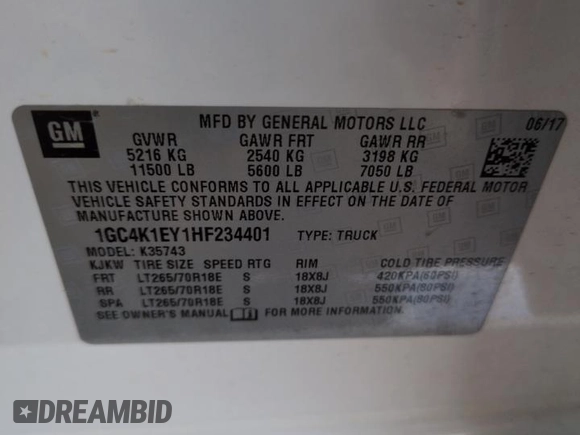 GM
MFD BY GENERAL MOTORS LLC 06/17
GVWR GAWR FRT GAWR RR
5216 KG 2540 KG 3198 KG
11500 LB 5600 LB 7050 LB
THIS VEHICLE CONFORMS TO ALL APPLICABLE U.S. FEDERAL MOTOR
VEHICLE SAFETY STANDARDS IN EFFECT ON THE DATE OF
MANUFACTURE SHOWN ABOVE.
1GC4K1EY1HF234401 TYPE: TRUCK
MODEL: K35743
KJKW TIRE SIZE SPEED RTG RIM COLD TIRE PRESSURE
FRT LT265/70R18E S 18X8J 420KPA(60PSI)
RR LT265/70R18E S 18X8J 550KPA(80PSI)
SPA LT265/70R18E S 18X8J 550KPA(80PSI)
SEE OWNER'S MANUAL FOR MORE INFORMATION
DREAMBID